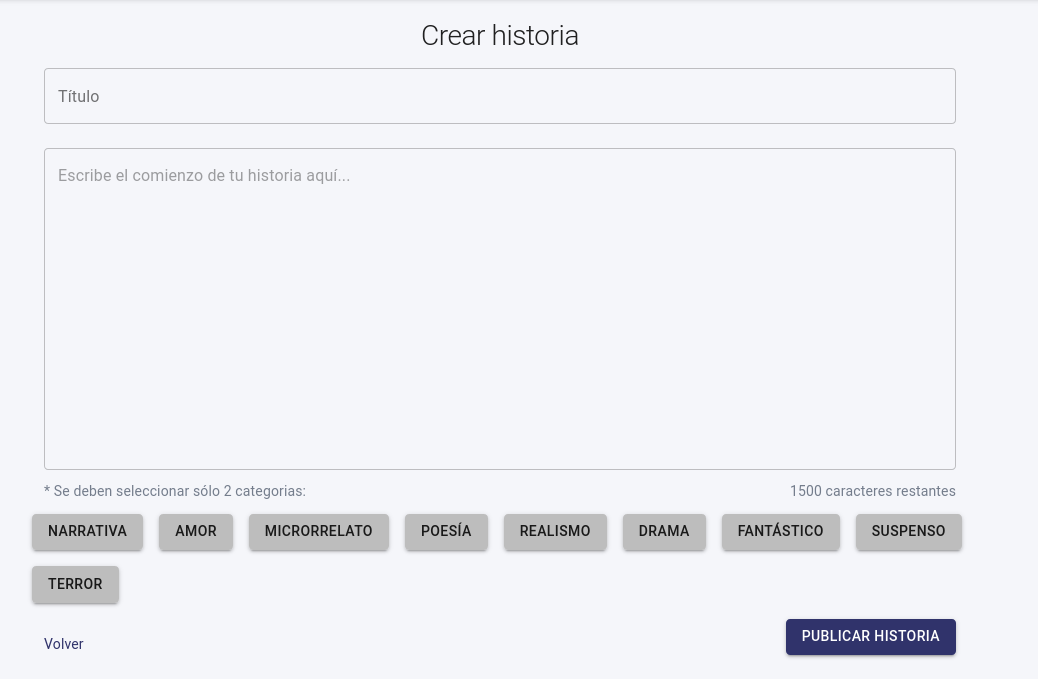 Crear historia
Título
Escribe el comienzo de tu historia aquí...
* Se deben seleccionar sólo 2 categorias:
1500 caracteres restantes
NARRATIVA
AMOR
MICRORRELATO
POESÍA
REALISMO
DRAMA
FANTÁSTICO
SUSPENSO
TERROR
Volver
PUBLICAR HISTORIA